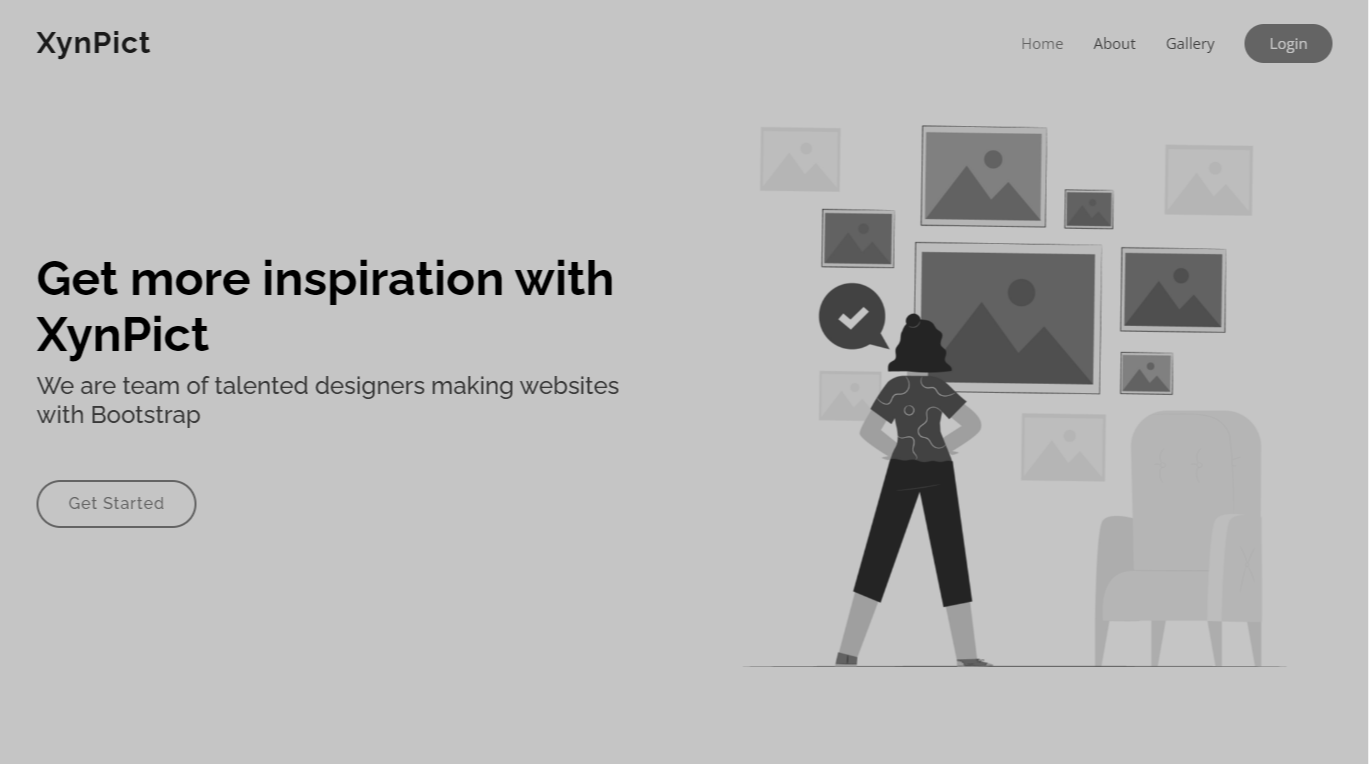 XynPict
Home
About
Gallery
Login
Get more inspiration with
XynPict
We are team of talented designers making websites
with Bootstrap
Get Started